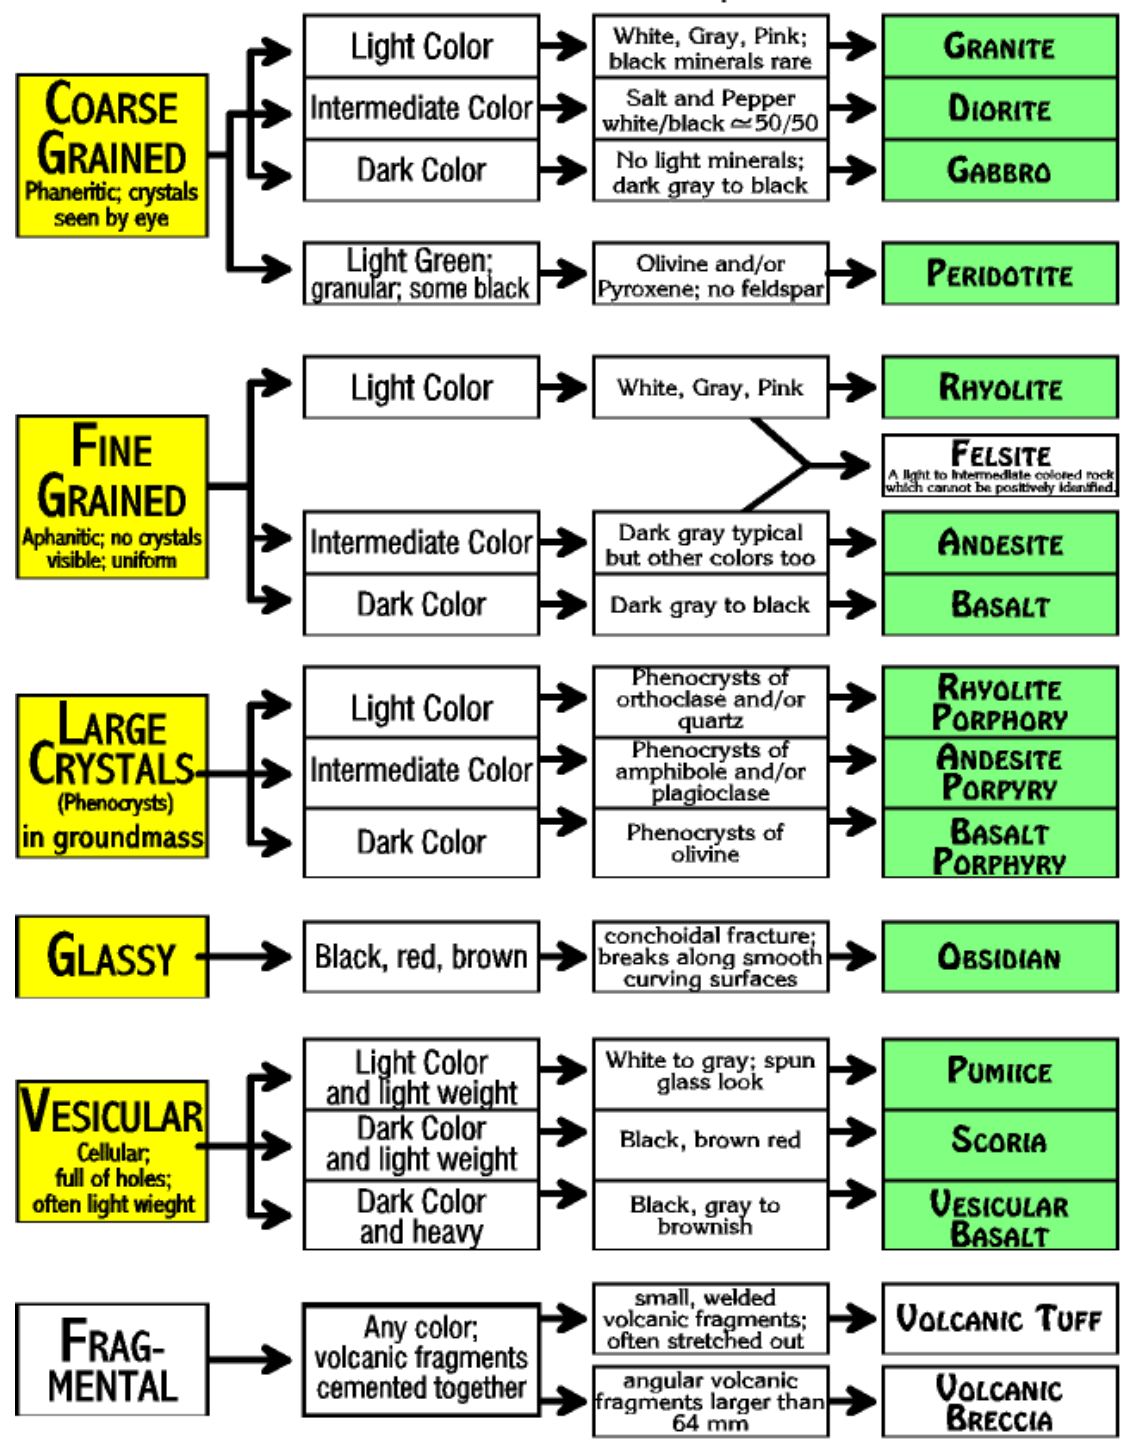 COARSE
GRAINED
Phaneritic; crystals
seen by eye
Light Color
White, Gray, Pink;
black minerals rare
GRANITE
Intermediate Color
Salt and Pepper
white/black ≃50/50
DIORITE
Dark Color
No light minerals;
dark gray to black
GABBRO
Light Green;
granular; some black
Olivine and/or
Pyroxene; no feldspar
PERIDOTITE
FINE
GRAINED
Aphanitic; no crystals
visible; uniform
Light Color
White, Gray, Pink
RHYOLITE
FELSITE
A light to intermediate colored rock
which cannot be positively identified.
Intermediate Color
Dark gray typical
but other colors too
ANDESITE
Dark Color
Dark gray to black
BASALT
LARGE
CRYSTALS
(Phenocrysts)
in groundmass
Light Color
Phenocrysts of
orthoclase and/or
quartz
RHYOLITE
PORPHORY
Intermediate Color
Phenocrysts of
amphibole and/or
plagioclase
ANDESITE
PORPYRY
Dark Color
Phenocrysts of
olivine
BASALT
PORPHYRY
GLASSY
Black, red, brown
conchoidal fracture;
breaks along smooth
curving surfaces
OBSIDIAN
VESICULAR
Cellular;
full of holes;
often light wieght
Light Color
and light weight
White to gray; spun
glass look
PUMIICE
Dark Color
and light weight
Black, brown red
SCORIA
Dark Color
and heavy
Black, gray to
brownish
VESICULAR
BASALT
FRAG-
MENTAL
Any color;
volcanic fragments
cemented together
small, welded
volcanic fragments;
often stretched out
VOLCANIC TUFF
angular volcanic
fragments larger than
64 mm
VOLCANIC
BRECCIA